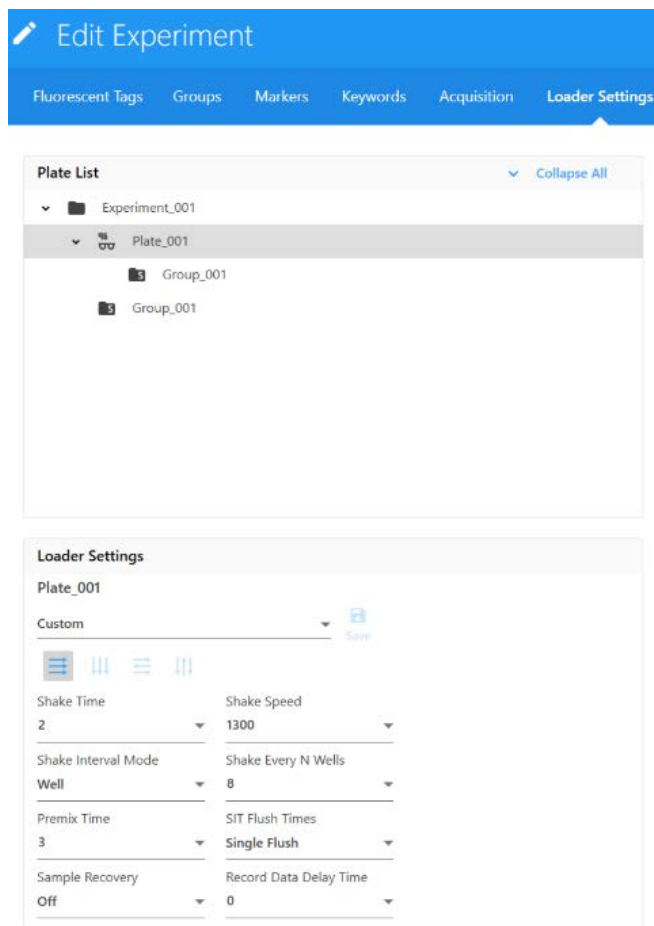 Edit Experiment
Fluorescent Tags Groups Markers Keywords Acquisition Loader Settings
Plate List Collapse All
Experiment_001
Plate_001
Group_001
Group_001
Loader Settings
Plate_001
Custom Save
Shake Time Shake Speed
2 1300
Shake Interval Mode Shake Every N Wells
Well 8
Premix Time SIT Flush Times
3 Single Flush
Sample Recovery Record Data Delay Time
Off 0